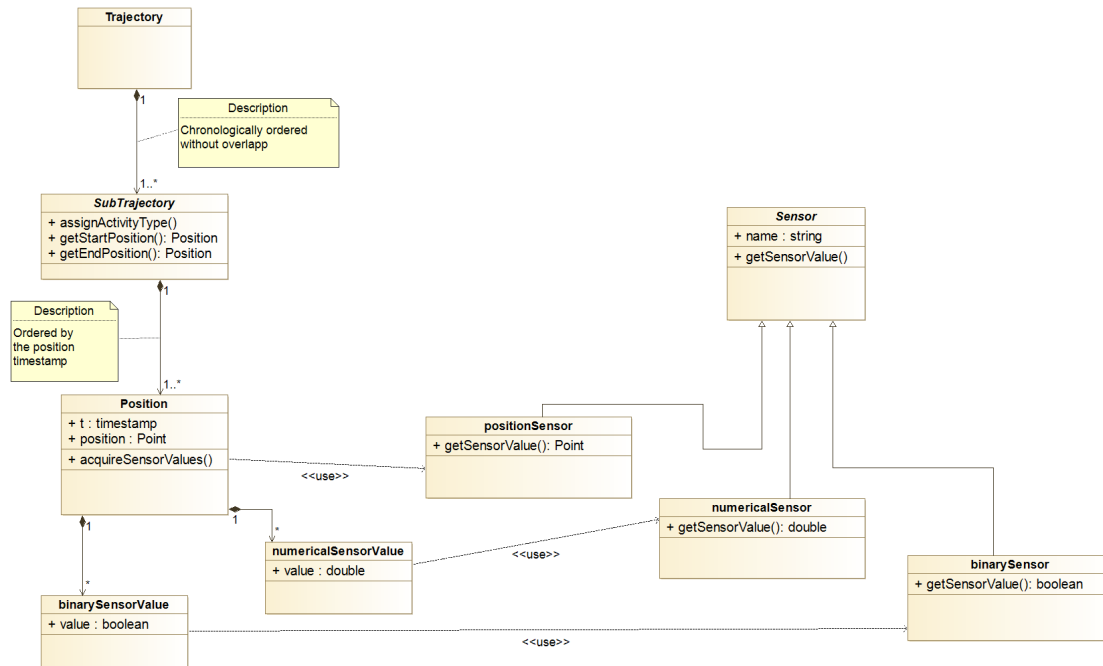 Trajectory
1
Description
Chronologically ordered
without overlapp
1..*
SubTrajectory
+ assignActivityType()
+ getStartPosition(): Position
+ getEndPosition(): Position
1
Description
Ordered by
the position
timestamp
1..*
Position
+ t : timestamp
+ position : Point
+ acquireSensorValues()
1
1
*
*
<<use>>
Sensor
+ name : string
+ getSensorValue()
positionSensor
+ getSensorValue(): Point
numericalSensor
+ getSensorValue(): double
numericalSensorValue
+ value : double
<<use>>
binarySensor
+ getSensorValue(): boolean
binarySensorValue
+ value : boolean
<<use>>